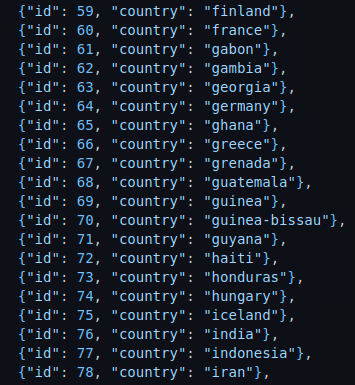 {"id": 59, "country": "finland"},
{"id": 60, "country": "france"},
{"id": 61, "country": "gabon"},
{"id": 62, "country": "gambia"},
{"id": 63, "country": "georgia"},
{"id": 64, "country": "germany"},
{"id": 65, "country": "ghana"},
{"id": 66, "country": "greece"},
{"id": 67, "country": "grenada"},
{"id": 68, "country": "guatemala"},
{"id": 69, "country": "guinea"},
{"id": 70, "country": "guinea-bissau"},
{"id": 71, "country": "guyana"},
{"id": 72, "country": "haiti"},
{"id": 73, "country": "honduras"},
{"id": 74, "country": "hungary"},
{"id": 75, "country": "iceland"},
{"id": 76, "country": "india"},
{"id": 77, "country": "indonesia"},
{"id": 78, "country": "iran"},